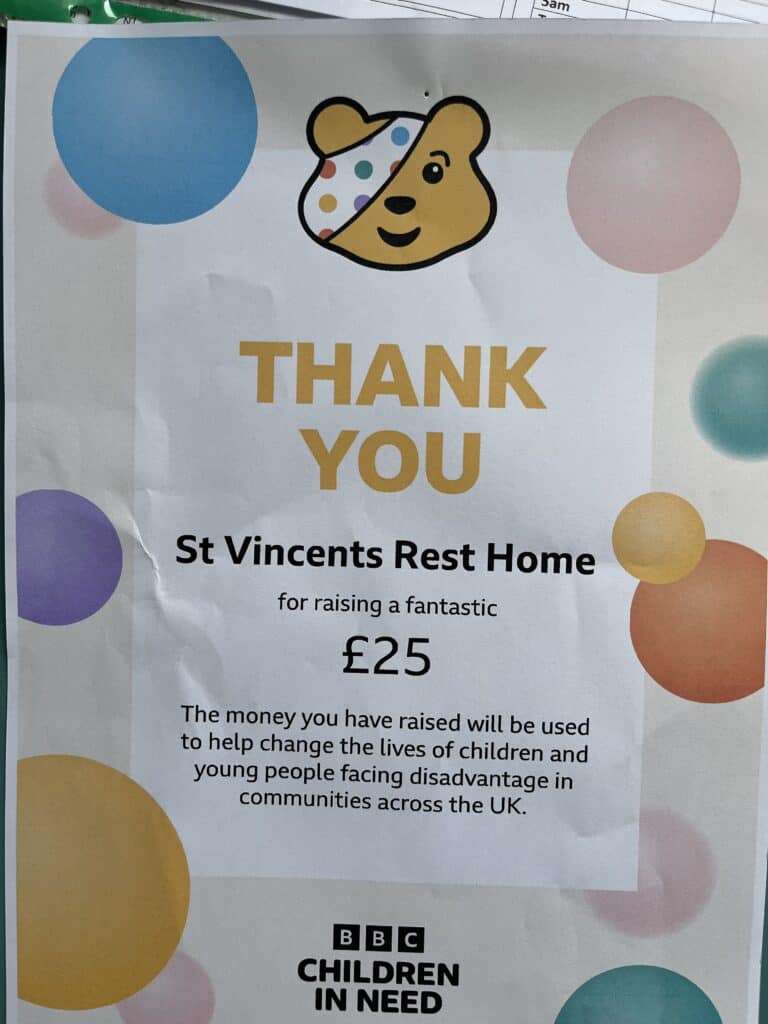 5am
THANK
YOU
St Vincents Rest Home
for raising a fantastic
£25
The money you have raised will be used
to help change the lives of children and
young people facing disadvantage in
communities across the UK.
BBC
CHILDREN
IN NEED